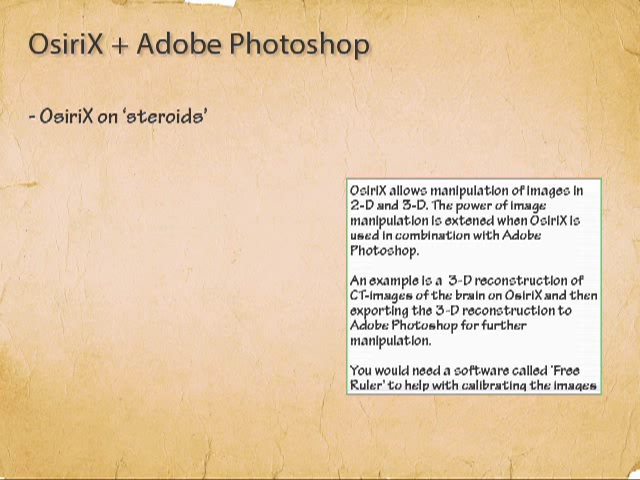 OsiriX + Adobe Photoshop
- OsiriX on ‘steroids’
OsiriX allows manipulation of images in
2-D and 3-D. The power of image
manipulation is extened when OsiriX is
used in combination with Adobe
Photoshop.
An example is a 3-D reconstruction of
CT-images of the brain on OsiriX and then
exporting the 3-D reconstruction to
Adobe Photoshop for further
manipulation.
You would need a software called 'Free
Ruler' to help with calibrating the images